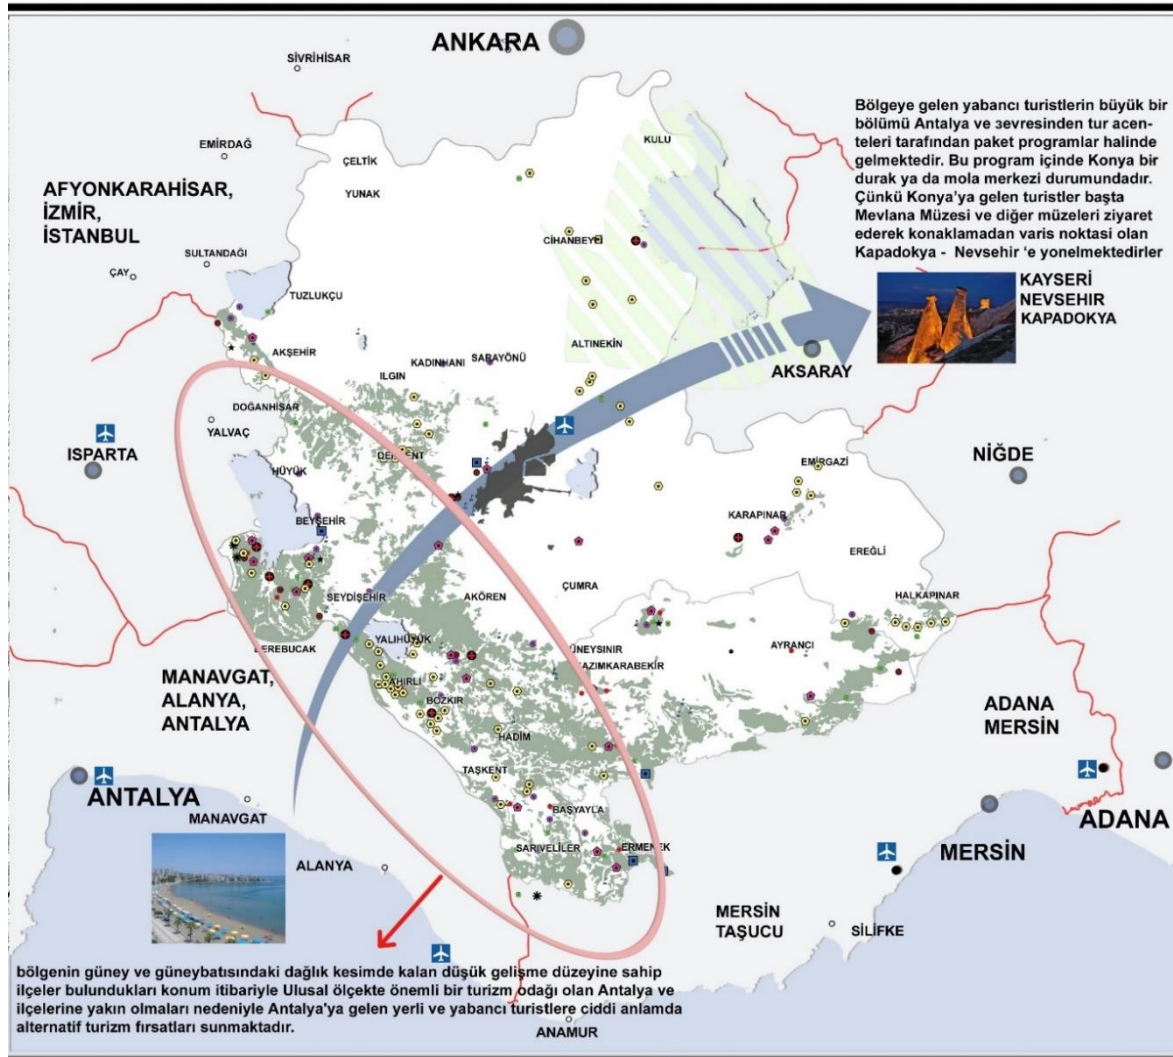 ANKARA
SİVRİHİSAR
EMİRDAĞ
AFYONKARAHİSAR,
İZMİR,
İSTANBUL
SULTANDAĞI
ÇAY
ÇELTİK
YUNAK
KULU
CİHANBEYLİ
Bölgeye gelen yabancı turistlerin büyük bir
bölümü Antalya ve зevresinden tur acen-
teleri tarafından paket programlar halinde
gelmektedir. Bu program içinde Konya bir
durak ya da mola merkezi durumundadır.
Çünkü Konya'ya gelen turistler başta
Mevlana Müzesi ve diğer müzeleri ziyaret
ederek konaklamadan varis noktasi olan
Kapadokya - Nevsehir 'e yonelmektedirler
KAYSERİ
NEVSEHIR
KAPADOKYA
TUZLUKÇU
AKŞEHİR
ILGIN
KADINHANI
SARAYÖNÜ
ALTINEKİN
AKSARAY
DOĞANHİSAR
YALVAÇ
ISPARTA
HÜYÜK
DERBENT
BEYŞEHİR
EMİRGAZİ
NİĞDE
KARAPINAR
EREĞLİ
SEYDİŞEHİR
AKÖREN
ÇUMRA
HALKAPINAR
DEREBUCAK
YALIHÜYÜK
AHIRLI
BOZKIR
GÜNEYSINIR
KAZIMKARABEKİR
AYRANCI
MANAVGAT,
ALANYA,
ANTALYA
HADİM
TAŞKENT
ADANA
MERSİN
ANTALYA
MANAVGAT
BAŞYAYLA
SARIVELİLER
ERMENEK
ADANA
MERSİN
ALANYA
MERSİN
TAŞUCU
SİLİFKE
bölgenin güney ve güneybatısındaki dağlık kesimde kalan düşük gelişme düzeyine sahip
ilçeler bulundukları konum itibariyle Ulusal ölçekte önemli bir turizm odağı olan Antalya ve
ilçelerine yakın olmaları nedeniyle Antalya'ya gelen yerli ve yabancı turistlere ciddi anlamda
alternatif turizm fırsatları sunmaktadır.
ANAMUR